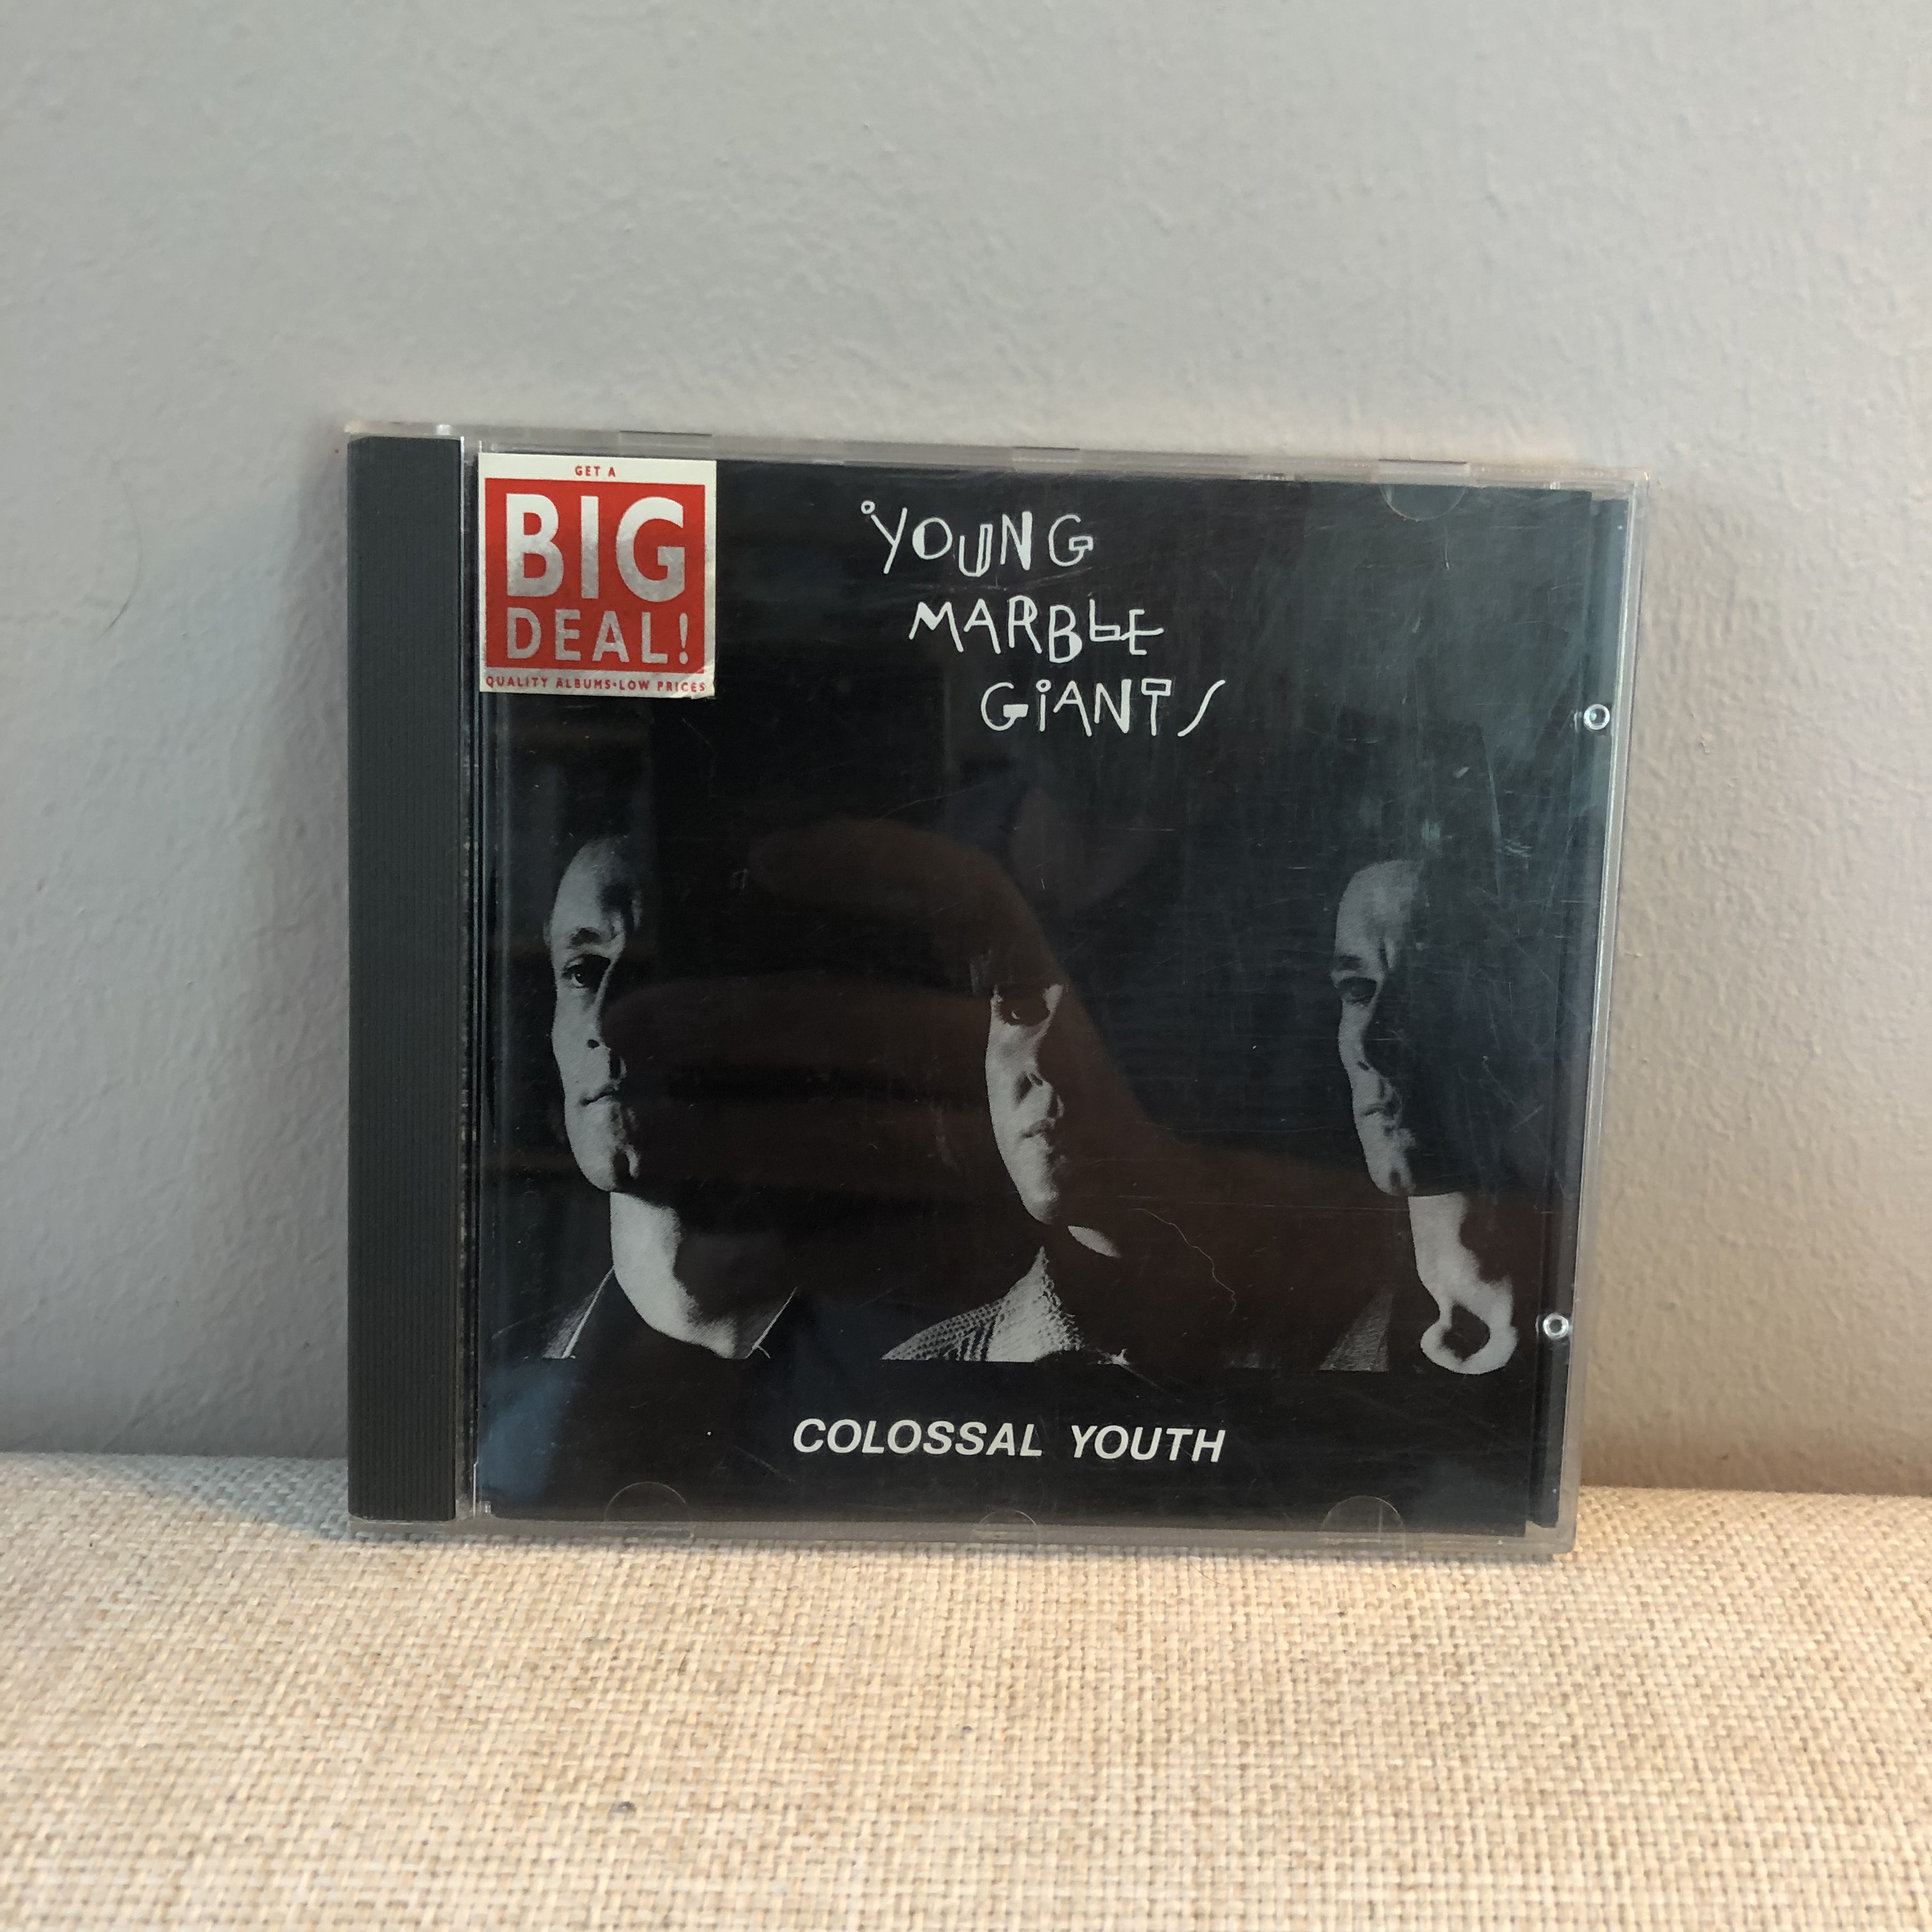 GET A
BIG
DEAL!
QUALITY ALBUMS•LOW PRICES
YOUNG
MARBLE
GiANTS
COLOSSAL YOUTH